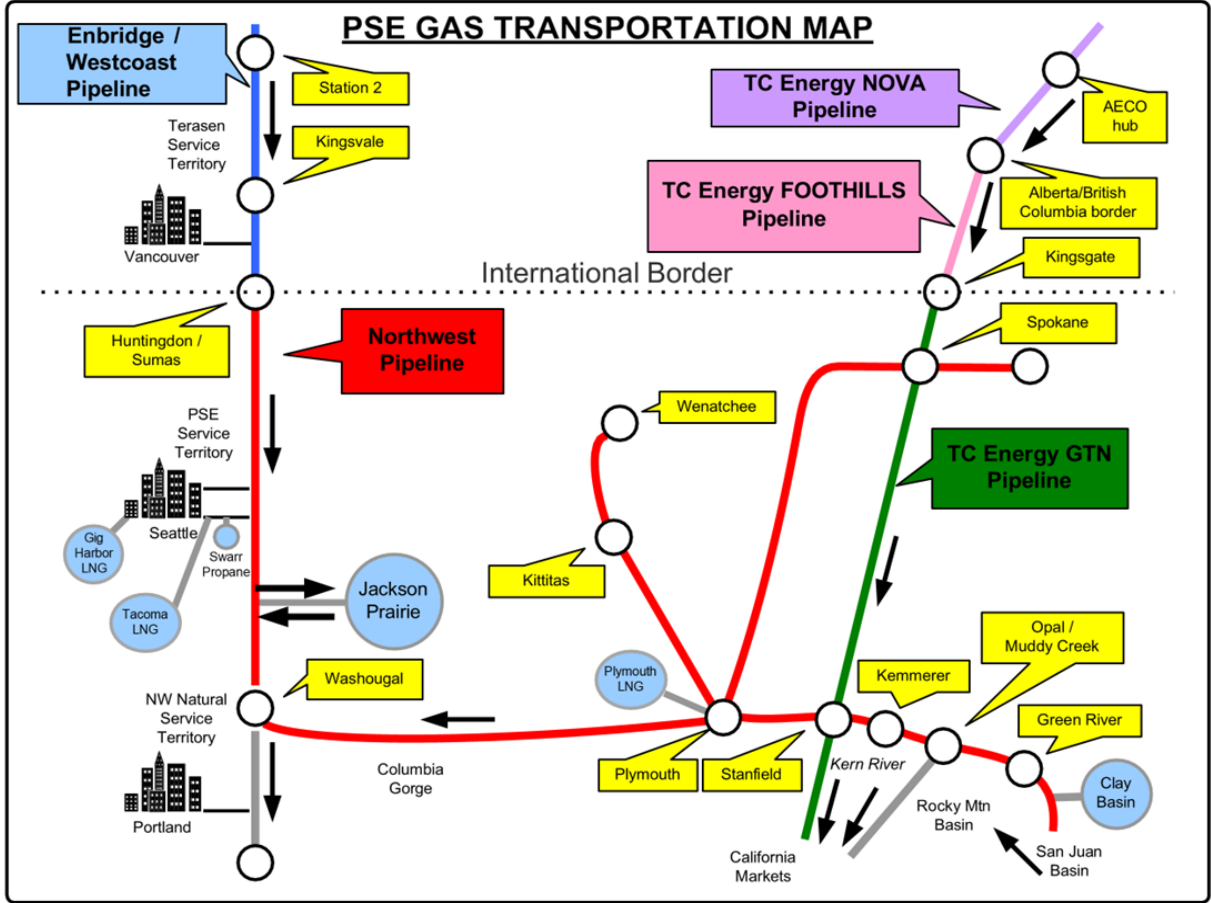 PSE GAS TRANSPORTATION MAP
Enbridge /
Westcoast
Pipeline
Station 2
Terasen
Service
Territory
Kingsvale
Vancouver
TC Energy NOVA
Pipeline
AECO
hub
TC Energy FOOTHILLS
Pipeline
Alberta/British
Columbia border
Kingsgate
International Border
Huntingdon /
Sumas
Northwest
Pipeline
Spokane
Wenatchee
PSE
Service
Territory
TC Energy GTN
Pipeline
Seattle
Gig
Harbor
LNG
Swarr
Propane
Tacoma
LNG
Jackson
Prairie
Kittitas
Opal /
Muddy Creek
Plymouth
LNG
Washougal
Kemmerer
NW Natural
Service
Territory
Green River
Plymouth
Stanfield
Kern River
Columbia
Gorge
Clay
Basin
Rocky Mtn
Basin
Portland
California
Markets
San Juan
Basin